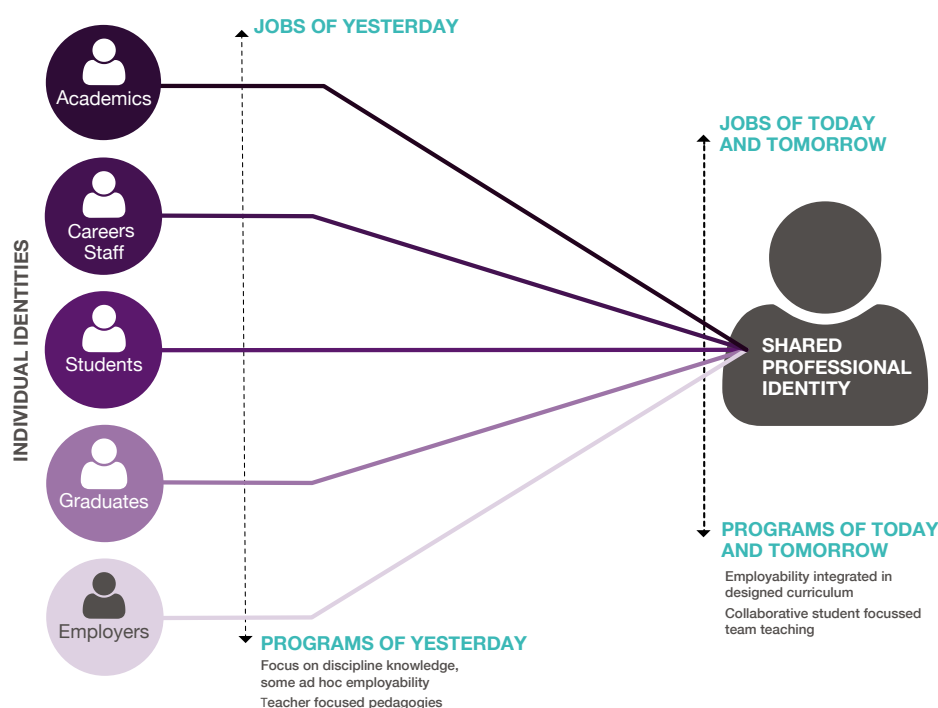 JOBS OF YESTERDAY
Academics
Careers
Staff
Students
Graduates
Employers
INDIVIDUAL IDENTITIES
PROGRAMS OF YESTERDAY
Focus on discipline knowledge,
some ad hoc employability
Teacher focused pedagogies
JOBS OF TODAY
AND TOMORROW
SHARED
PROFESSIONAL
IDENTITY
PROGRAMS OF TODAY
AND TOMORROW
Employability integrated in
designed curriculum
Collaborative student focussed
team teaching